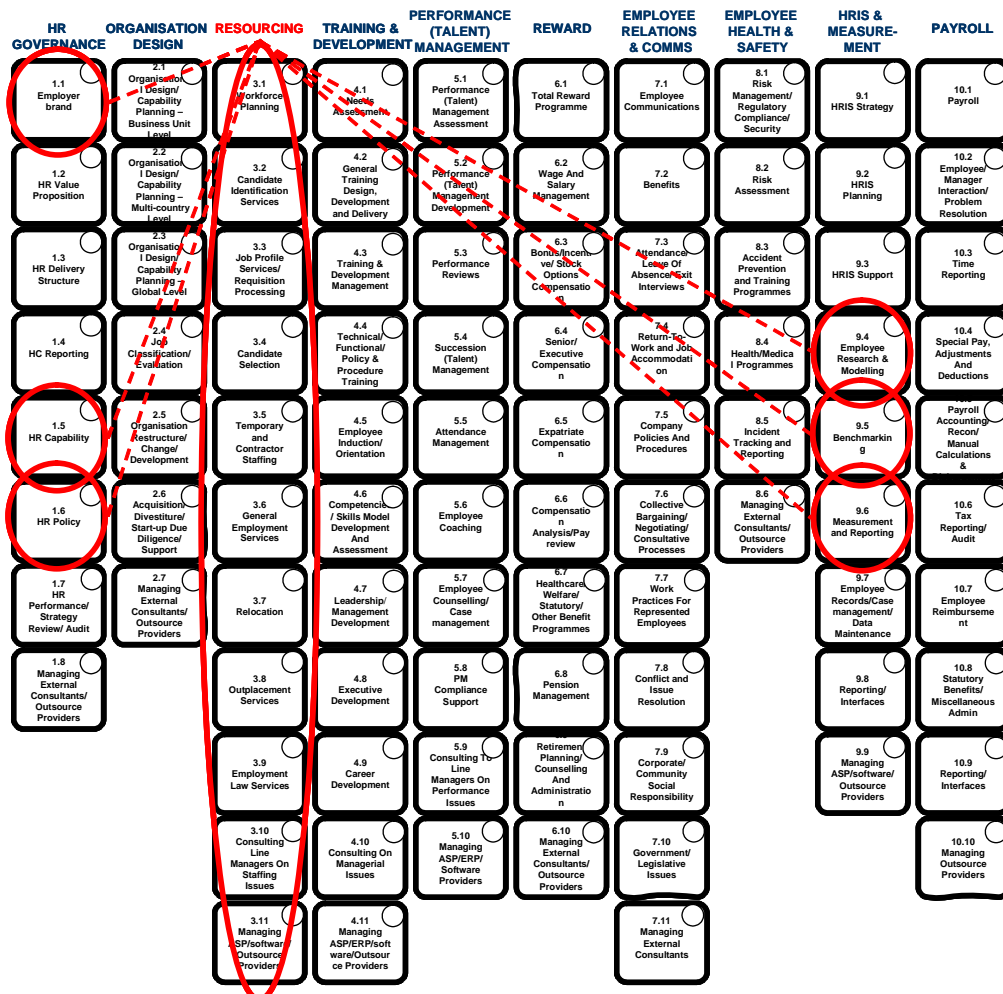 HR
GOVERNANCE
ORGANISATION
DESIGN
RESOURCING
TRAINING &
DEVELOPMENT
PERFORMANCE
(TALENT)
MANAGEMENT
REWARD
EMPLOYEE
RELATIONS
& COMMS
EMPLOYEE
HEALTH &
SAFETY
HRIS &
MEASURE-
MENT
PAYROLL
1.1
Employer
brand
1.2
HR Value
Proposition
1.3
HR Delivery
Structure
1.4
HC Reporting
1.5
HR Capability
1.6
HR Policy
1.7
HR
Performance/
Strategy
Review/ Audit
1.8
Managing
External
Consultants/
Outsource
Providers
2.1
Organisation
l Design/
Capability
Planning –
Business Unit
Level
2.2
Organisation
l Design/
Capability
Planning –
Multi-country
Level
2.3
Organisation
l Design/
Capability
Planning –
Global Level
2.4
Job
Classification/
Evaluation
2.5
Organisation
Restructure/
Change/
Development
2.6
Acquisition/
Divestiture/
Start-up Due
Diligence/
Support
2.7
Managing
External
Consultants/
Outsource
Providers
3.1
Workforce
Planning
3.2
Candidate
Identification
Services
3.3
Job Profile
Services/
Requisition
Processing
3.4
Candidate
Selection
3.5
Temporary
and
Contractor
Staffing
3.6
General
Employment
Services
3.7
Relocation
3.8
Outplacement
Services
3.9
Employment
Law Services
3.10
Consulting
Line
Managers On
Staffing
Issues
3.11
Managing
ASP/software/
Outsource
Providers
4.1
Needs
Assessment
4.2
General
Training
Design,
Development
and Delivery
4.3
Training &
Development
Management
4.4
Technical/
Functional/
Policy &
Procedure
Training
4.5
Employee
Induction/
Orientation
4.6
Competencies
/ Skills Model
Development
And
Assessment
4.7
Leadership/
Management
Development
4.8
Executive
Development
4.9
Career
Development
4.10
Consulting On
Managerial
Issues
4.11
Managing
ASP/ERP/soft
ware/Outsour
ce Providers
5.1
Performance
(Talent)
Management
Assessment
5.2
Performance
(Talent)
Management
Development
5.3
Performance
Reviews
5.4
Succession
(Talent)
Management
5.5
Attendance
Management
5.6
Employee
Coaching
5.7
Employee
Counselling/
Case
management
5.8
PM
Compliance
Support
5.9
Consulting To
Line
Managers On
Performance
Issues
5.10
Managing
ASP/ERP/
Software
Providers
6.1
Total Reward
Programme
6.2
Wage And
Salary
Management
6.3
Bonus/Incenti
ve/ Stock
Options
Compensatio
n
6.4
Senior/
Executive
Compensatio
n
6.5
Expatriate
Compensatio
n
6.6
Compensatio
n
Analysis/Pay
review
6.7
Healthcare/
Welfare/
Statutory/
Other Benefit
Programmes
6.8
Pension
Management
Retirement
Planning/
Counselling
And
Administratio
n
6.10
Managing
External
Consultants/
Outsource
Providers
7.1
Employee
Communications
7.2
Benefits
7.3
Attendance/
Leave Of
Absence/ Exit
Interviews
7.4
Return-To-
Work and Job
Accommodati
on
7.5
Company
Policies And
Procedures
7.6
Collective
Bargaining/
Negotiating/
Consultative
Processes
7.7
Work
Practices For
Represented
Employees
7.8
Conflict and
Issue
Resolution
7.9
Corporate/
Community
Social
Responsibility
7.10
Government/
Legislative
Issues
7.11
Managing
External
Consultants
8.1
Risk
Management/
Regulatory
Compliance/
Security
8.2
Risk
Assessment
8.3
Accident
Prevention
and Training
Programmes
8.4
Health/Medica
l Programmes
8.5
Incident
Tracking and
Reporting
8.6
Managing
External
Consultants/
Outsource
Providers
9.1
HRIS Strategy
9.2
HRIS
Planning
9.3
HRIS Support
9.4
Employee
Research &
Modelling
9.5
Benchmarkin
g
9.6
Measurement
and Reporting
9.7
Employee
Records/Case
management/
Data
Maintenance
9.8
Reporting/
Interfaces
9.9
Managing
ASP/software/
Outsource
Providers
10.1
Payroll
10.2
Employee/
Manager
Interaction/
Problem
Resolution
10.3
Time
Reporting
10.4
Special Pay,
Adjustments
And
Deductions
Payroll
Accounting/
Recon/
Manual
Calculations
&
10.6
Tax
Reporting/
Audit
10.7
Employee
Reimburseme
nt
10.8
Statutory
Benefits/
Miscellaneous
Admin
10.9
Reporting/
Interfaces
10.10
Managing
Outsource
Providers